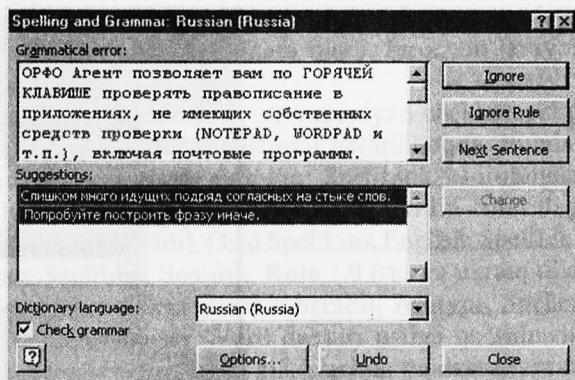 Spelling and Grammar: Russian (Russia)
Grammatical error:
ОРФО Агент позволяет вам по ГОРЯЧЕЙ
КЛАВИШЕ проверять правописание в
приложениях, не имеющих собственных
средств проверки (NOTEPAD, WORDPAD и
т.п.), включая почтовые программы.
Ignore
Ignore Rule
Next Sentence
Suggestions:
Слишком много идущих подряд согласных на стыке слов.
Попробуйте построить фразу иначе.
Change
Dictionary language:
Russian (Russia)
Check grammar
Options...
Undo
Close